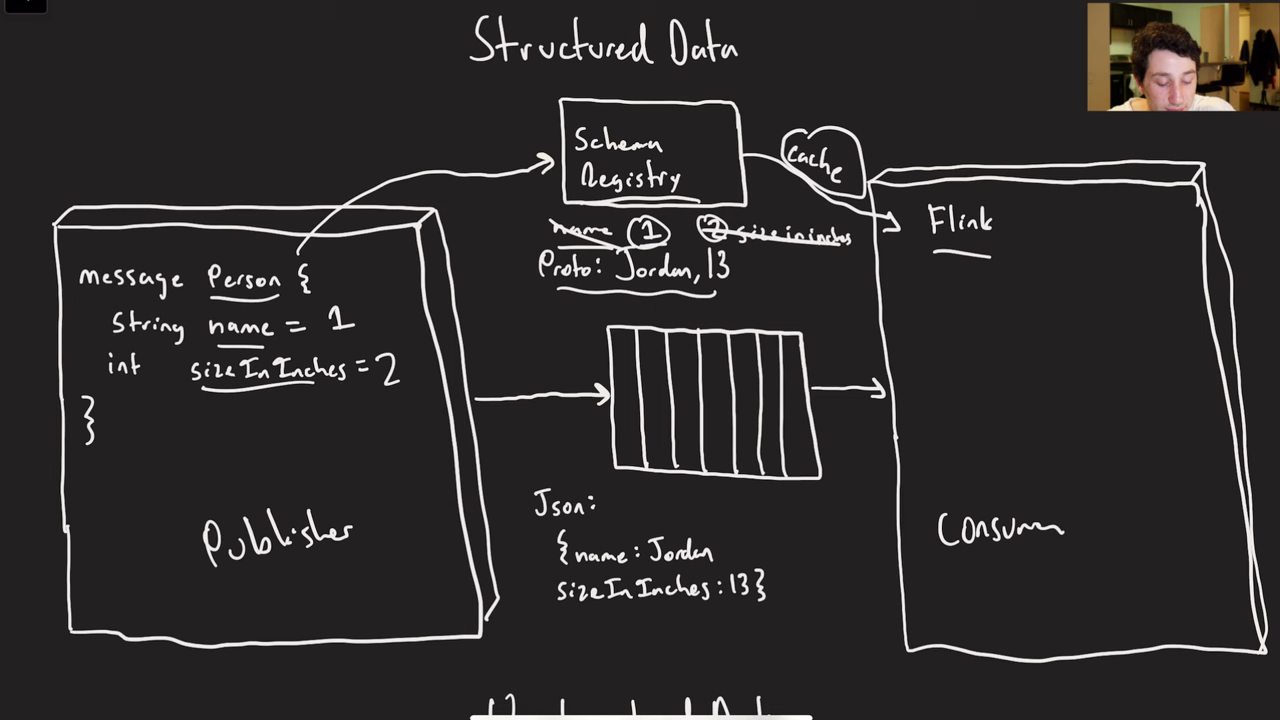 Structured Data
Schema
Registry
cache
name 1 2 size in inches
Proto: Jordan, 13
message Person {
String name = 1
int sizeInInches = 2
}
Publisher
Flink
Json:
{name: Jordan
sizeInInches: 13}
Consumer